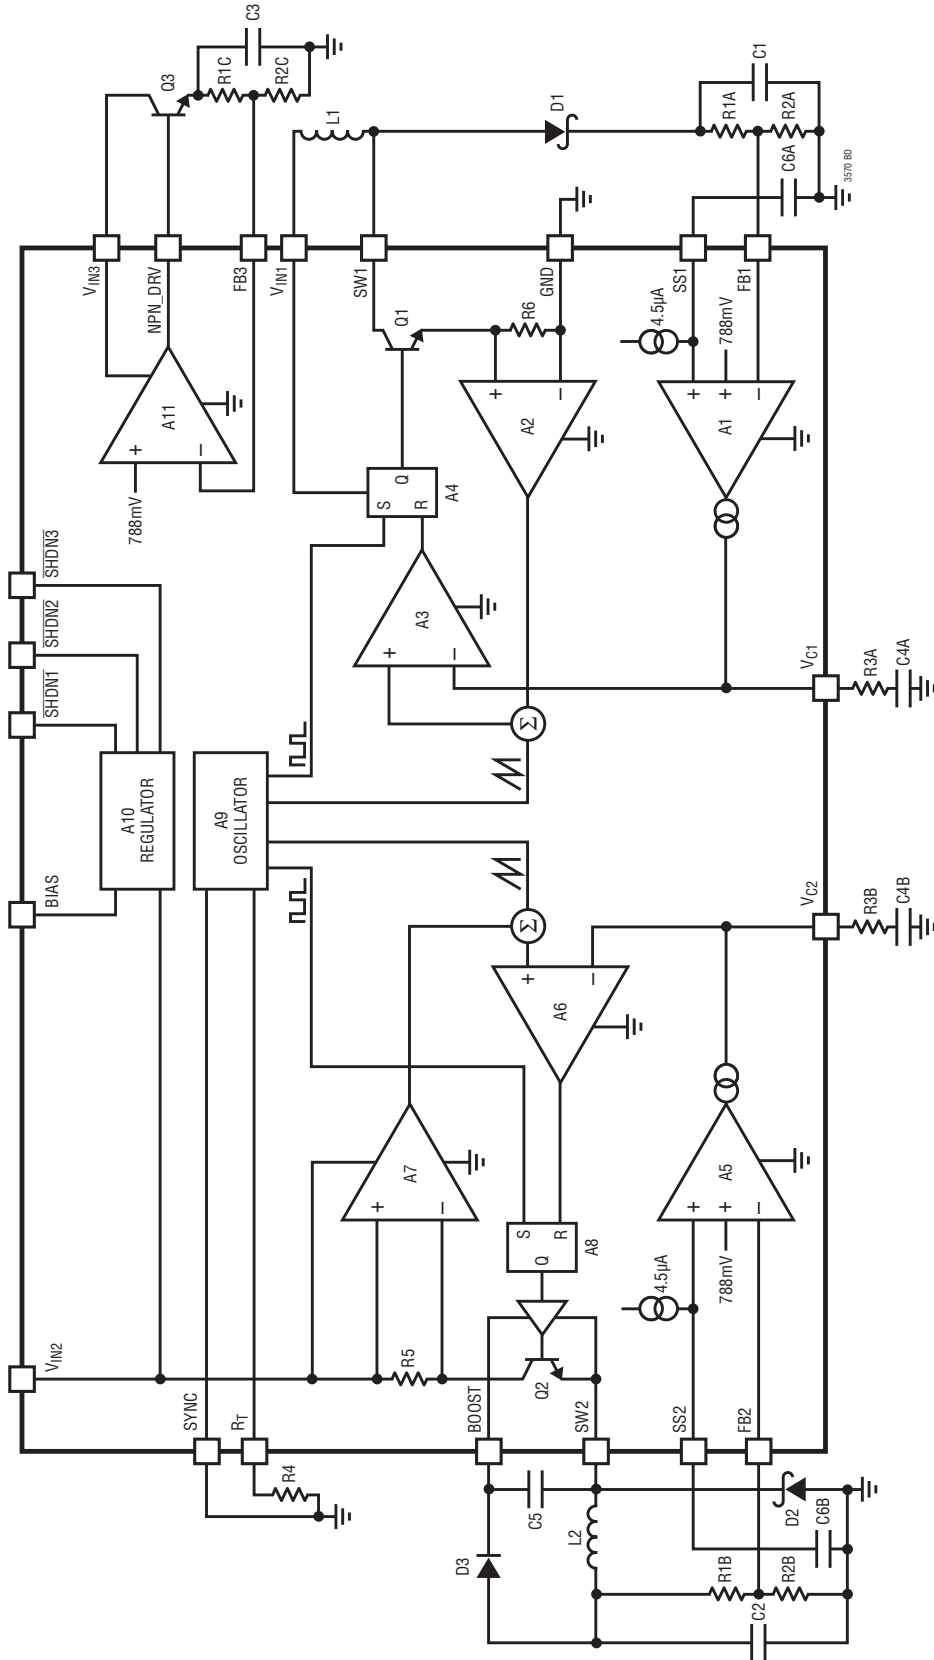 VIN2
BIAS
SHDN1
SHDN2
SHDN3
SYNC
RT
R4
A10
REGULATOR
A9
OSCILLATOR
788mV
+
−
A11
VIN3
NPN_DRV
FB3
Q3
R1C
R2C
C3
VIN1
SW1
L1
D1
R5
+
−
A7
BOOST
SW2
Q2
D3
C5
L2
D2
S
R
Q
A8
+
−
A6
Σ
Σ
+
−
A3
S
R
Q
A4
Q1
R6
GND
+
−
A2
SS2
FB2
4.5µA
788mV
+
+
−
A5
C6B
R1B
R2B
C2
VC2
R3B
C4B
VC1
R3A
C4A
4.5µA
788mV
+
+
−
A1
SS1
FB1
C6A
R1A
R2A
C1
3570 BD